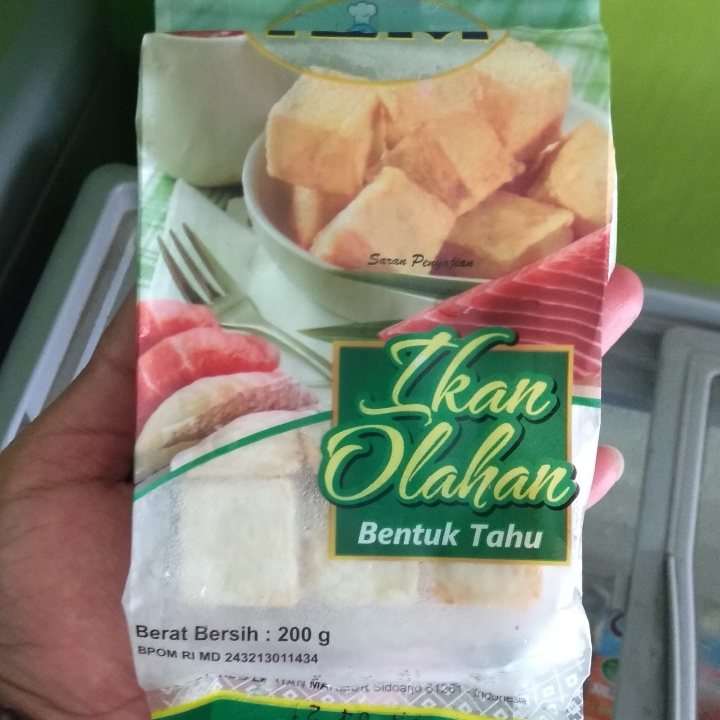 Saran Penyajian
Ikan
Olahan
Bentuk Tahu
Berat Bersih : 200 g
BPOM RI MD 243213011434
Sidoarjo 61261 - Indonesia